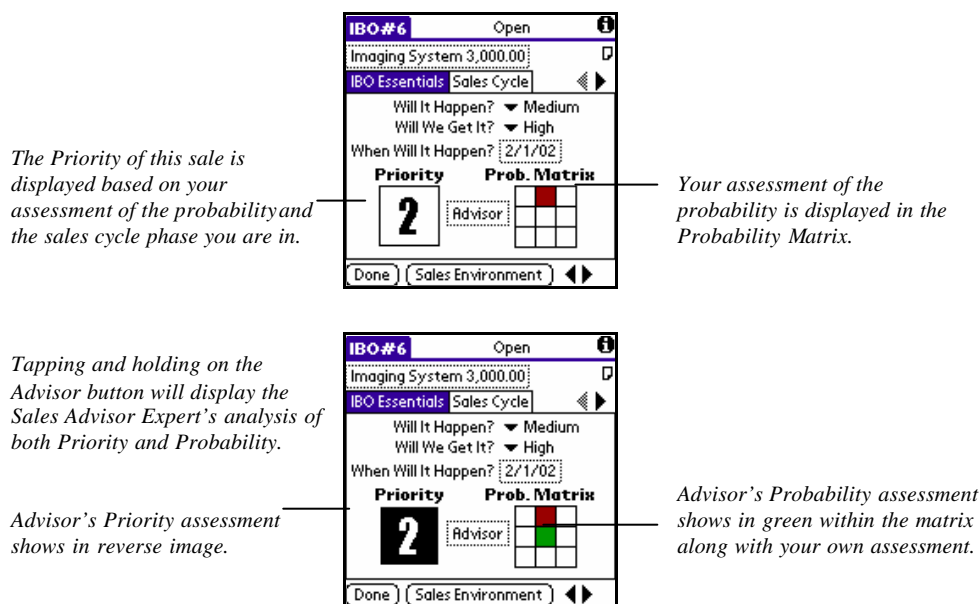 IBO#6 Open
Imaging System 3,000.00
IBO Essentials Sales Cycle
Will It Happen? Medium
Will We Get It? High
When Will It Happen? 2/1/02
Priority Prob. Matrix
2 Advisor
Done Sales Environment
The Priority of this sale is
displayed based on your
assessment of the probability and
the sales cycle phase you are in.
Your assessment of the
probability is displayed in the
Probability Matrix.
IBO#6 Open
Imaging System 3,000.00
IBO Essentials Sales Cycle
Will It Happen? Medium
Will We Get It? High
When Will It Happen? 2/1/02
Priority Prob. Matrix
2 Advisor
Done Sales Environment
Tapping and holding on the
Advisor button will display the
Sales Advisor Expert's analysis of
both Priority and Probability.
Advisor's Priority assessment
shows in reverse image.
Advisor's Probability assessment
shows in green within the matrix
along with your own assessment.